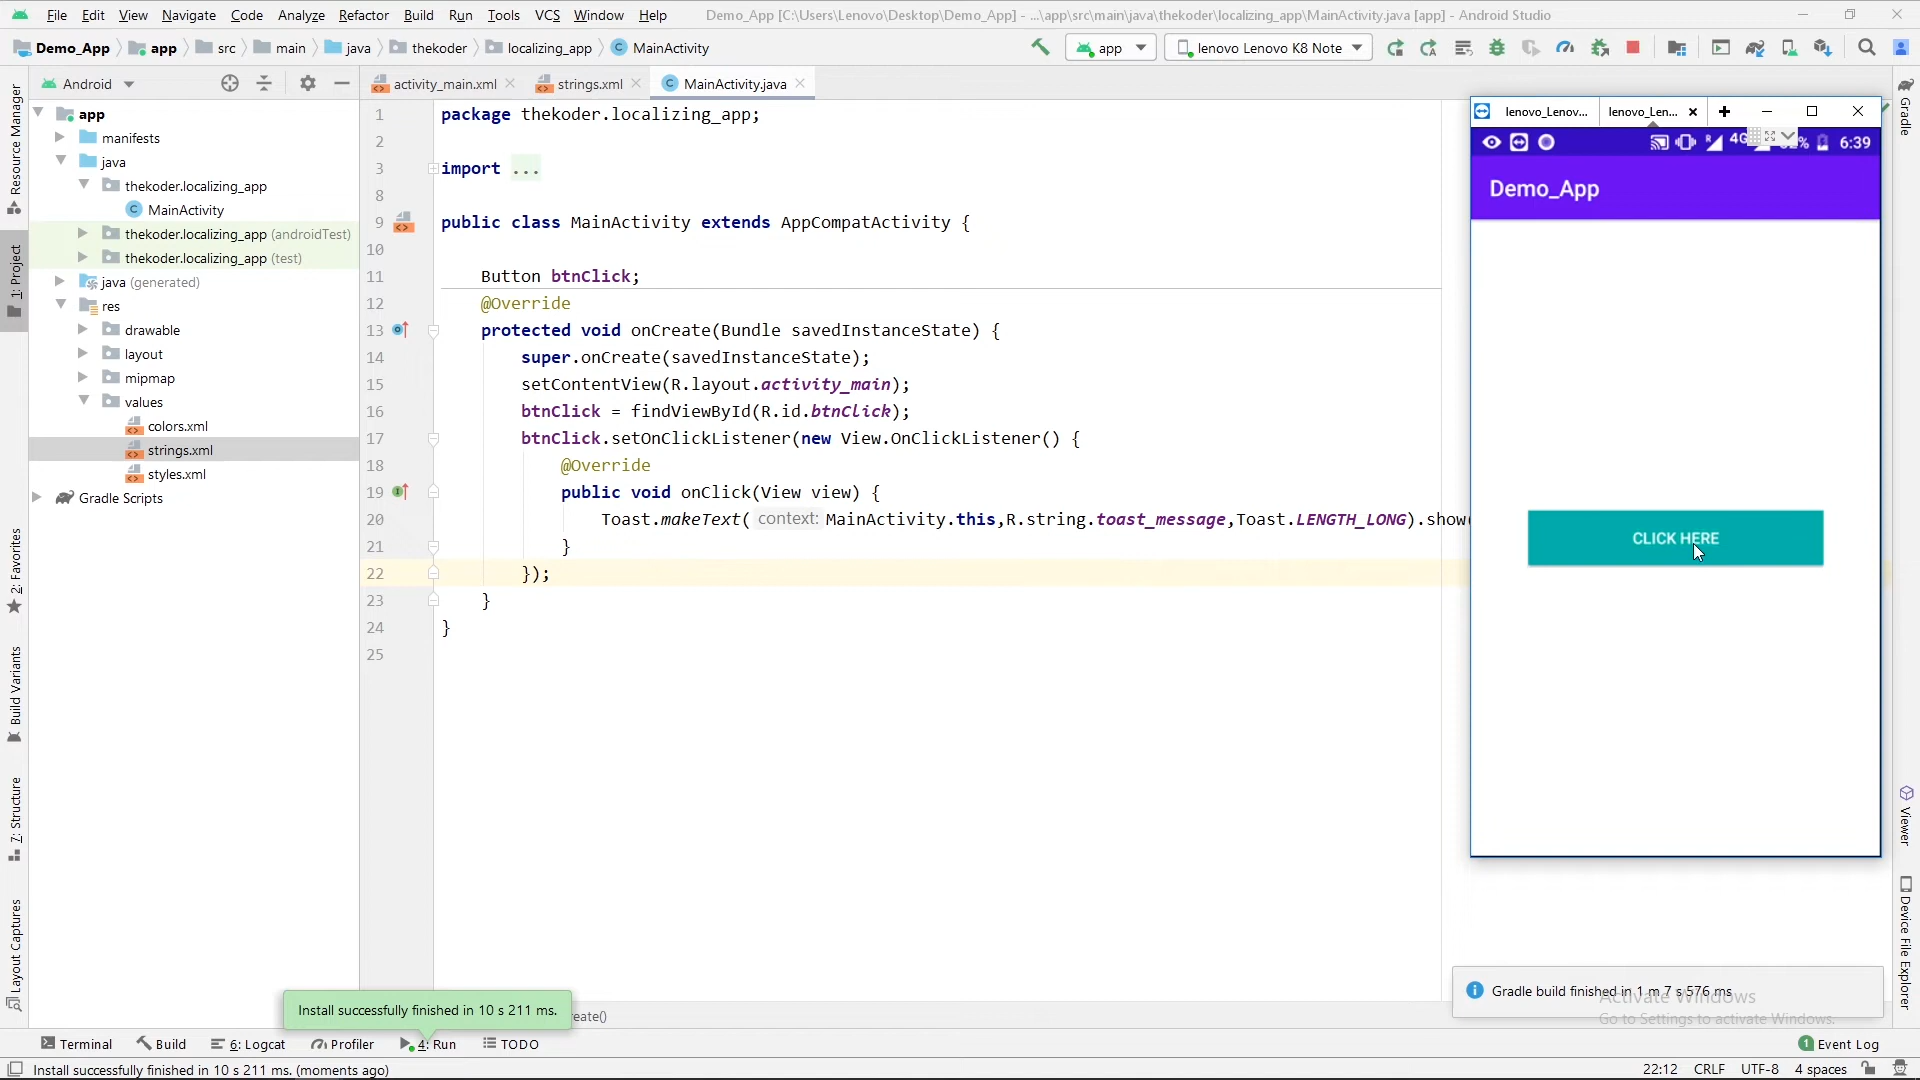 File Edit View Navigate Code Analyze Refactor Build Run Tools VCS Window Help Demo_App [C:\Users\Lenovo\Desktop\Demo_App] - ...\app\src\main\java\thekoder\localizing_app\MainActivity.java [app] - Android Studio
Demo_App app src main java thekoder localizing_app MainActivity app lenovo Lenovo K8 Note
Android activity_main.xml strings.xml MainActivity.java
Resource Manager
1: Project
2: Favorites
Build Variants
7: Structure
Layout Captures
app
manifests
java
thekoder.localizing_app
MainActivity
thekoder.localizing_app (androidTest)
thekoder.localizing_app (test)
java (generated)
res
drawable
layout
mipmap
values
colors.xml
strings.xml
styles.xml
Gradle Scripts
1 package thekoder.localizing_app;
2
3 import ...
8
9 public class MainActivity extends AppCompatActivity {
10
11 Button btnClick;
12 @Override
13 protected void onCreate(Bundle savedInstanceState) {
14 super.onCreate(savedInstanceState);
15 setContentView(R.layout.activity_main);
16 btnClick = findViewById(R.id.btnClick);
17 btnClick.setOnClickListener(new View.OnClickListener() {
18 @Override
19 public void onClick(View view) {
20 Toast.makeText( context: MainActivity.this,R.string.toast_message,Toast.LENGTH_LONG).show(
21 }
22 });
23 }
24 }
25
lenovo_Lenov... lenovo_Len...
4G % 6:39
Demo_App
CLICK HERE
Gradle
Viewer
Device File Explorer
Gradle build finished in 1 m 7 s 576 ms
Activate Windows
Go to Settings to activate Windows.
Install successfully finished in 10 s 211 ms.
eate()
Terminal Build 6: Logcat Profiler 4: Run TODO 1 Event Log
Install successfully finished in 10 s 211 ms. (moments ago) 22:12 CRLF UTF-8 4 spaces